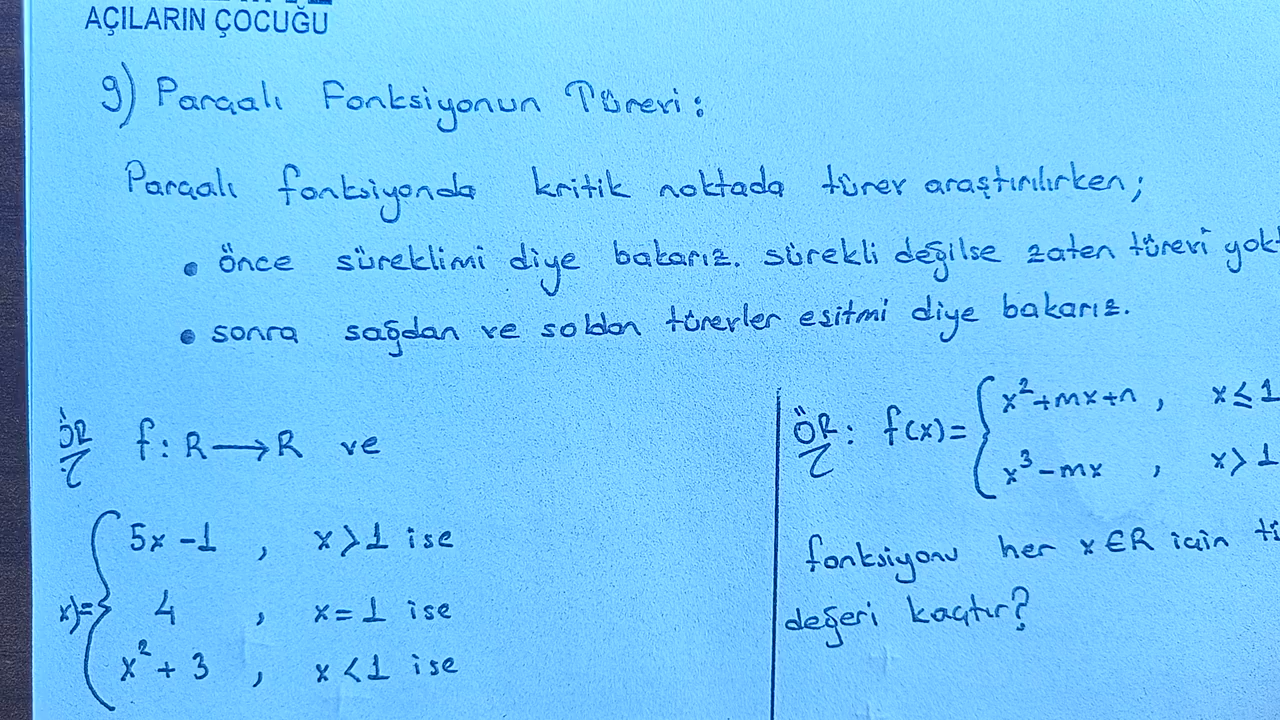 AÇILARIN ÇOCUĞU
g) Parçalı Fonksiyonun Türevi:
Parçalı fonksiyonda kritik noktada türev araştırılırken;
• önce süreklimi diye bakarız. sürekli değilse zaten türevi yokt
• sonra sağdan ve soldan türevler eşitmi diye bakarız.
ÖR: f: R→R ve
x)= { 5x-1 , x>1 ise
4 , x=1 ise
x²+3 , x<1 ise
ÖR: f(x)= { x²+mx+n , x≤1
x³-mx , x>1
fonksiyonu her x∈R için tü
değeri kaçtır?